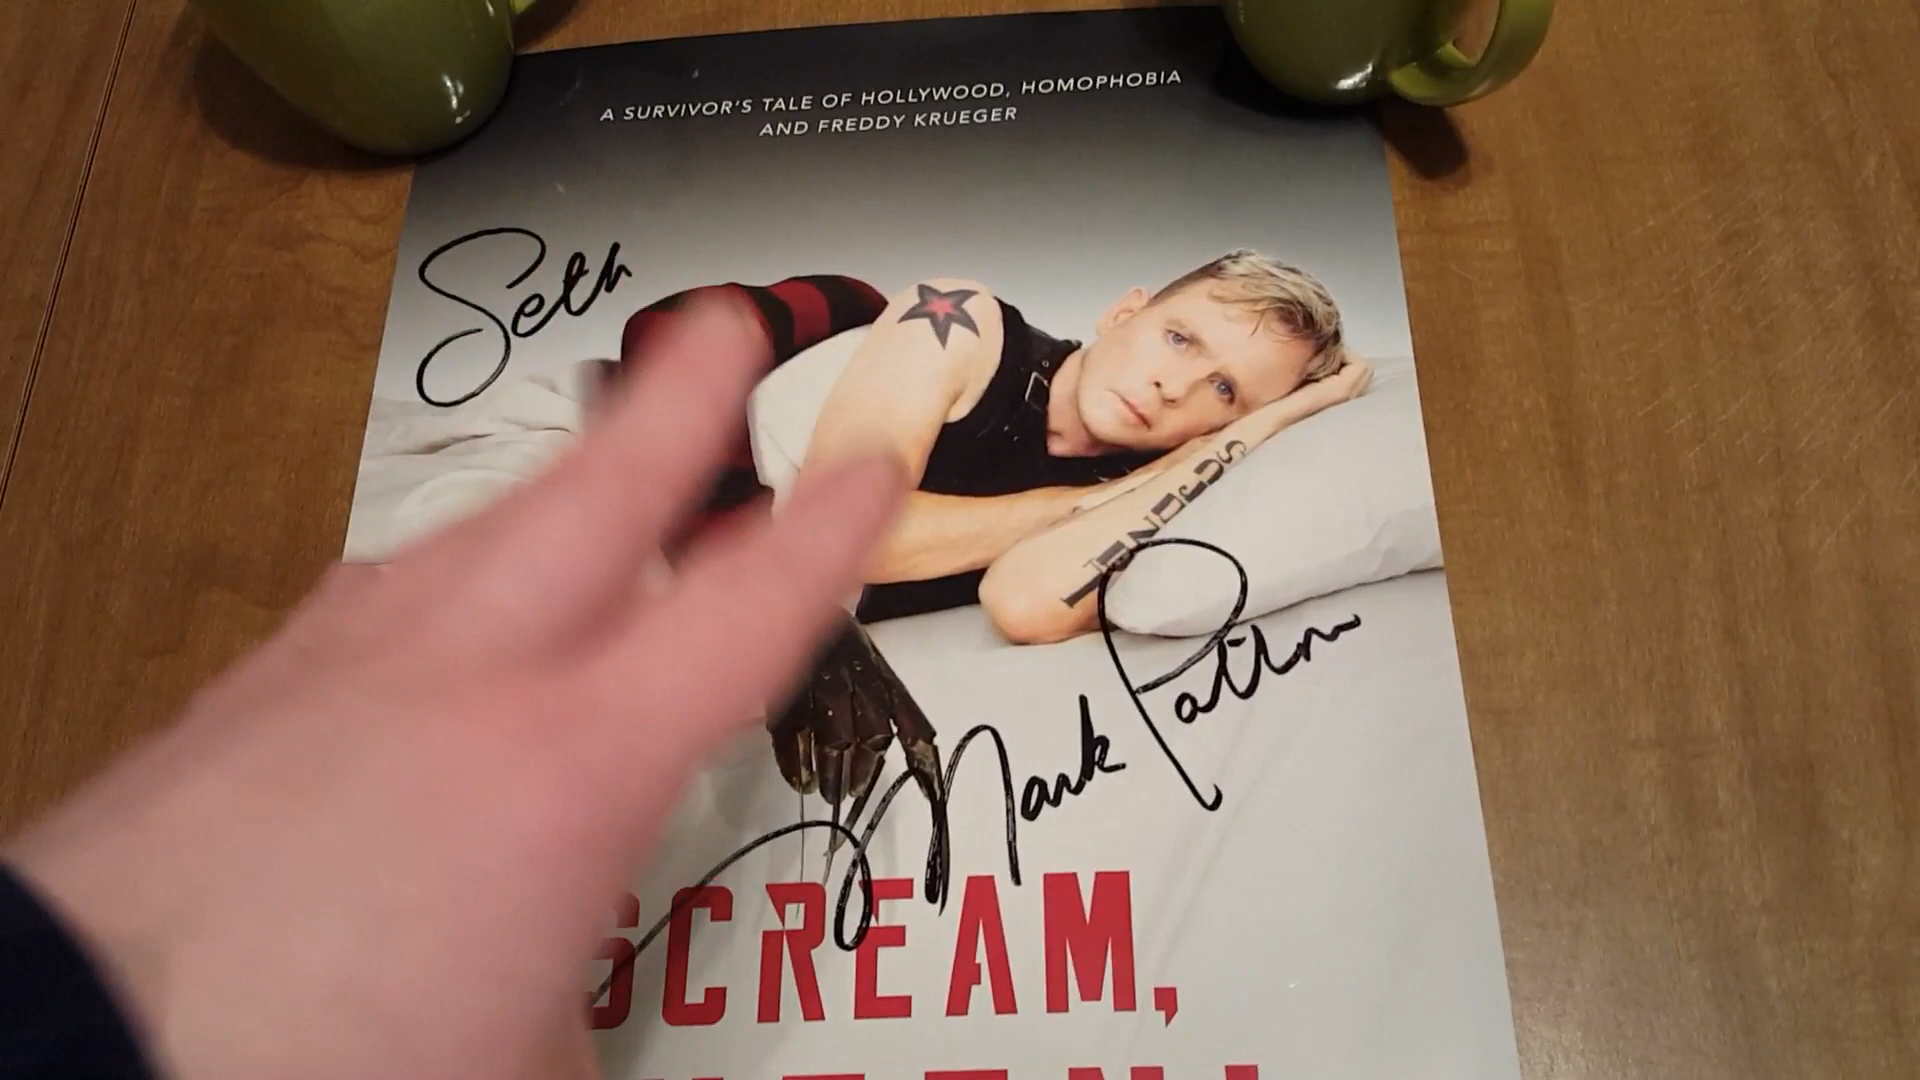 A SURVIVOR'S TALE OF HOLLYWOOD, HOMOPHOBIA
AND FREDDY KRUEGER
Seth
Mark Patton
SCREAM,